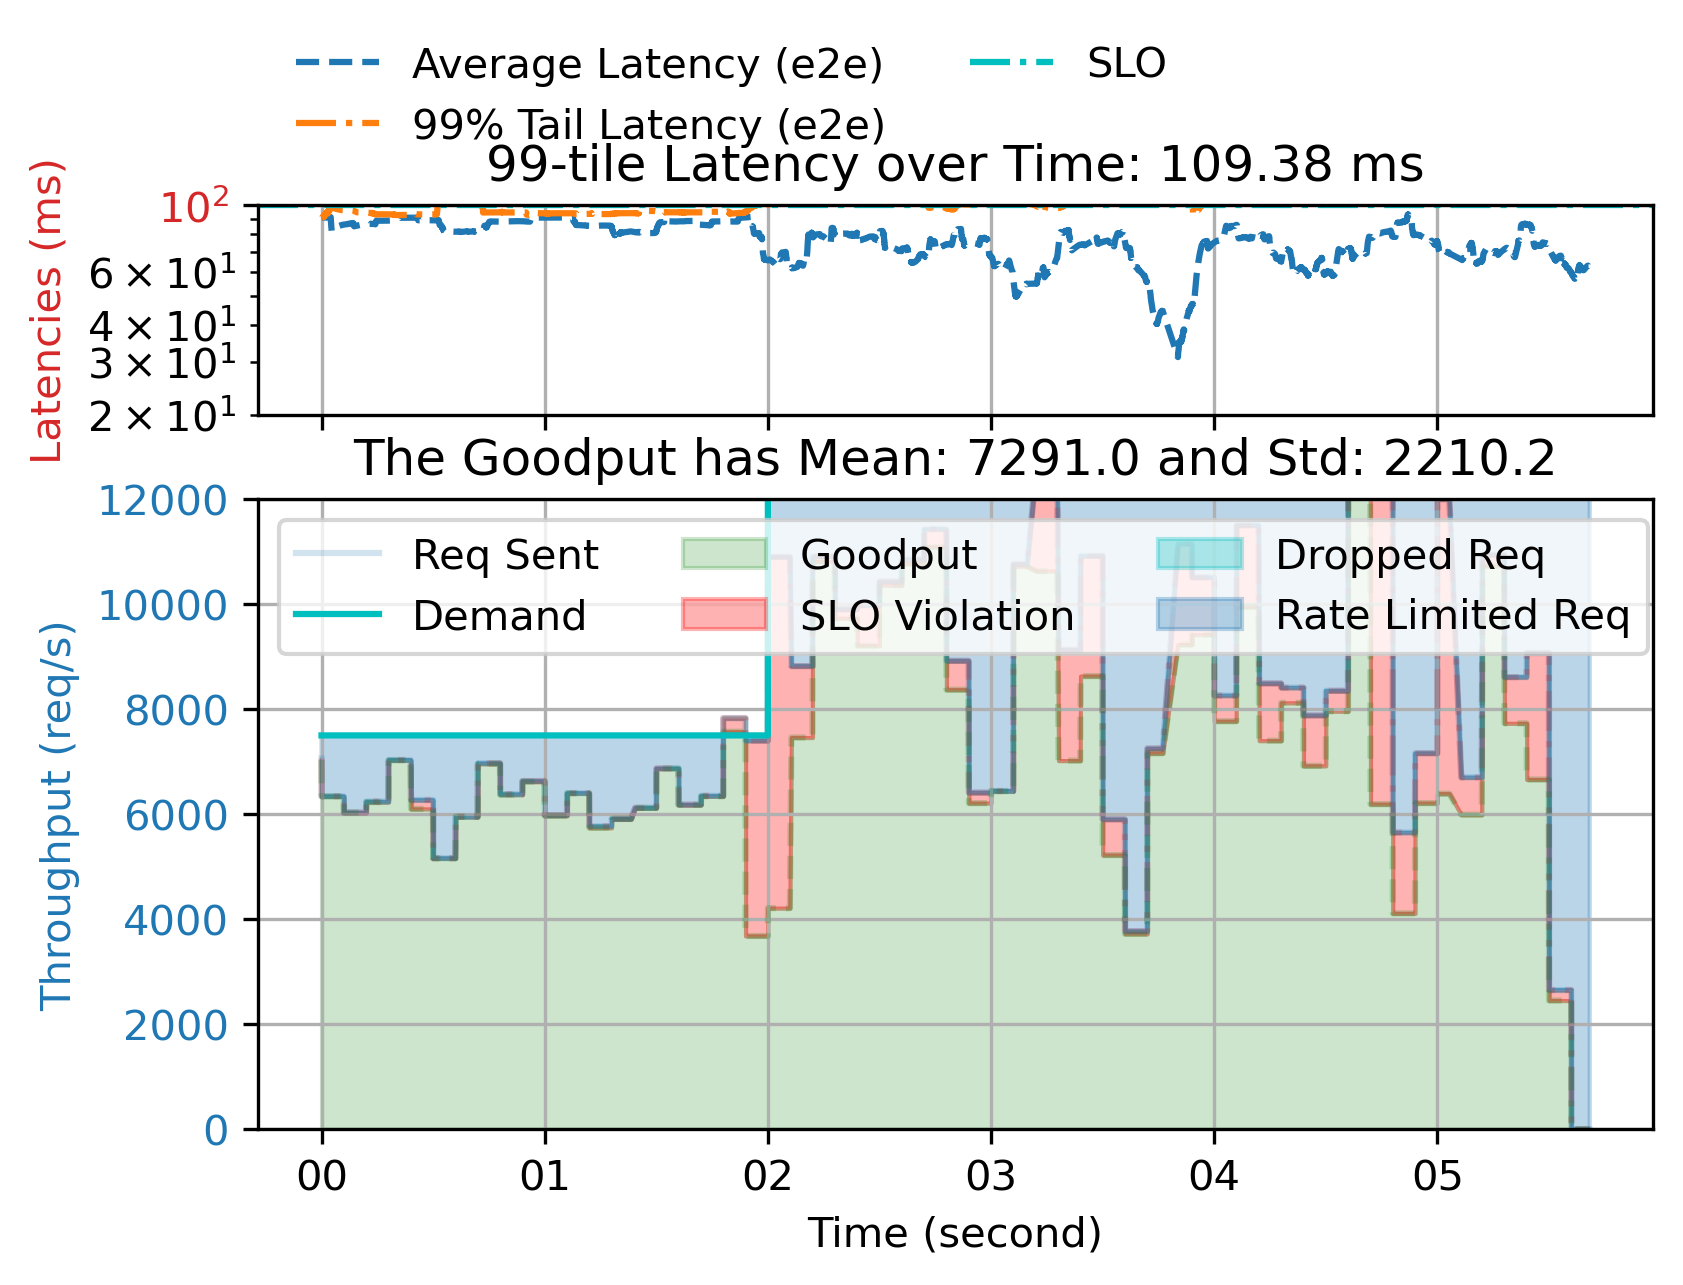 Average Latency (e2e)
SLO
99% Tail Latency (e2e)
99-tile Latency over Time: 109.38 ms
Latencies (ms)
10²
6 × 10¹
4 × 10¹
3 × 10¹
2 × 10¹
The Goodput has Mean: 7291.0 and Std: 2210.2
Throughput (req/s)
12000
10000
8000
6000
4000
2000
0
Req Sent
Goodput
Dropped Req
Demand
SLO Violation
Rate Limited Req
00 01 02 03 04 05
Time (second)